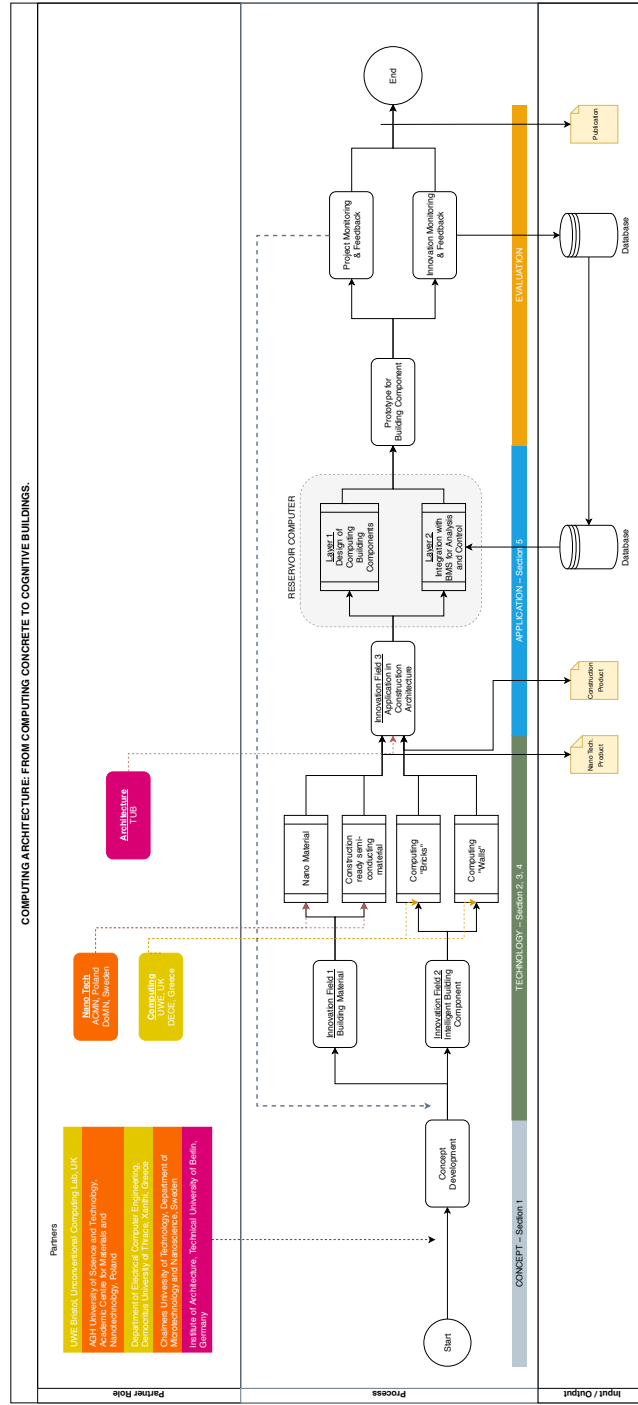 COMPUTING ARCHITECTURE: FROM COMPUTING CONCRETE TO COGNITIVE BUILDINGS.
Partner Role
Partners
UWE Bristol, Unconventional Computing Lab, UK
AGH University of Science and Technology,
Academic Centre for Materials and
Nanotechnology, Poland
Department of Electrical Computer Engineering,
Democritus University of Thrace, Xanthi, Greece
Chalmers University of Technology, Department of
Microtechnology and Nanoscience, Sweden
Institute of Architecture, Technical University of Berlin,
Germany
Nano Tech
ACMN, Poland
DoMN, Sweden
Computing
UWE, UK
DECE, Greece
Architecture
TUB
Process
Start
Concept
Development
Innovation Field 1
Building Material
Innovation Field 2
Intelligent Building
Component
Nano Material
Construction
ready semi-
conducting
material
Computing
"Bricks"
Computing
"Walls"
Innovation Field 3
Application in
Construction
Architecture
RESERVOIR COMPUTER
Layer 1
Design of
Computing
Building
Components
Layer 2
Integration with
BMS for Analysis
and Control
Prototype for
Building Component
Project Monitoring
& Feedback
Innovation Monitoring
& Feedback
End
CONCEPT – Section 1
TECHNOLOGY – Section 2, 3, 4
APPLICATION – Section 5
EVALUATION
Input / Output
Nano Tech.
Product
Construction
Product
Database
Database
Publication